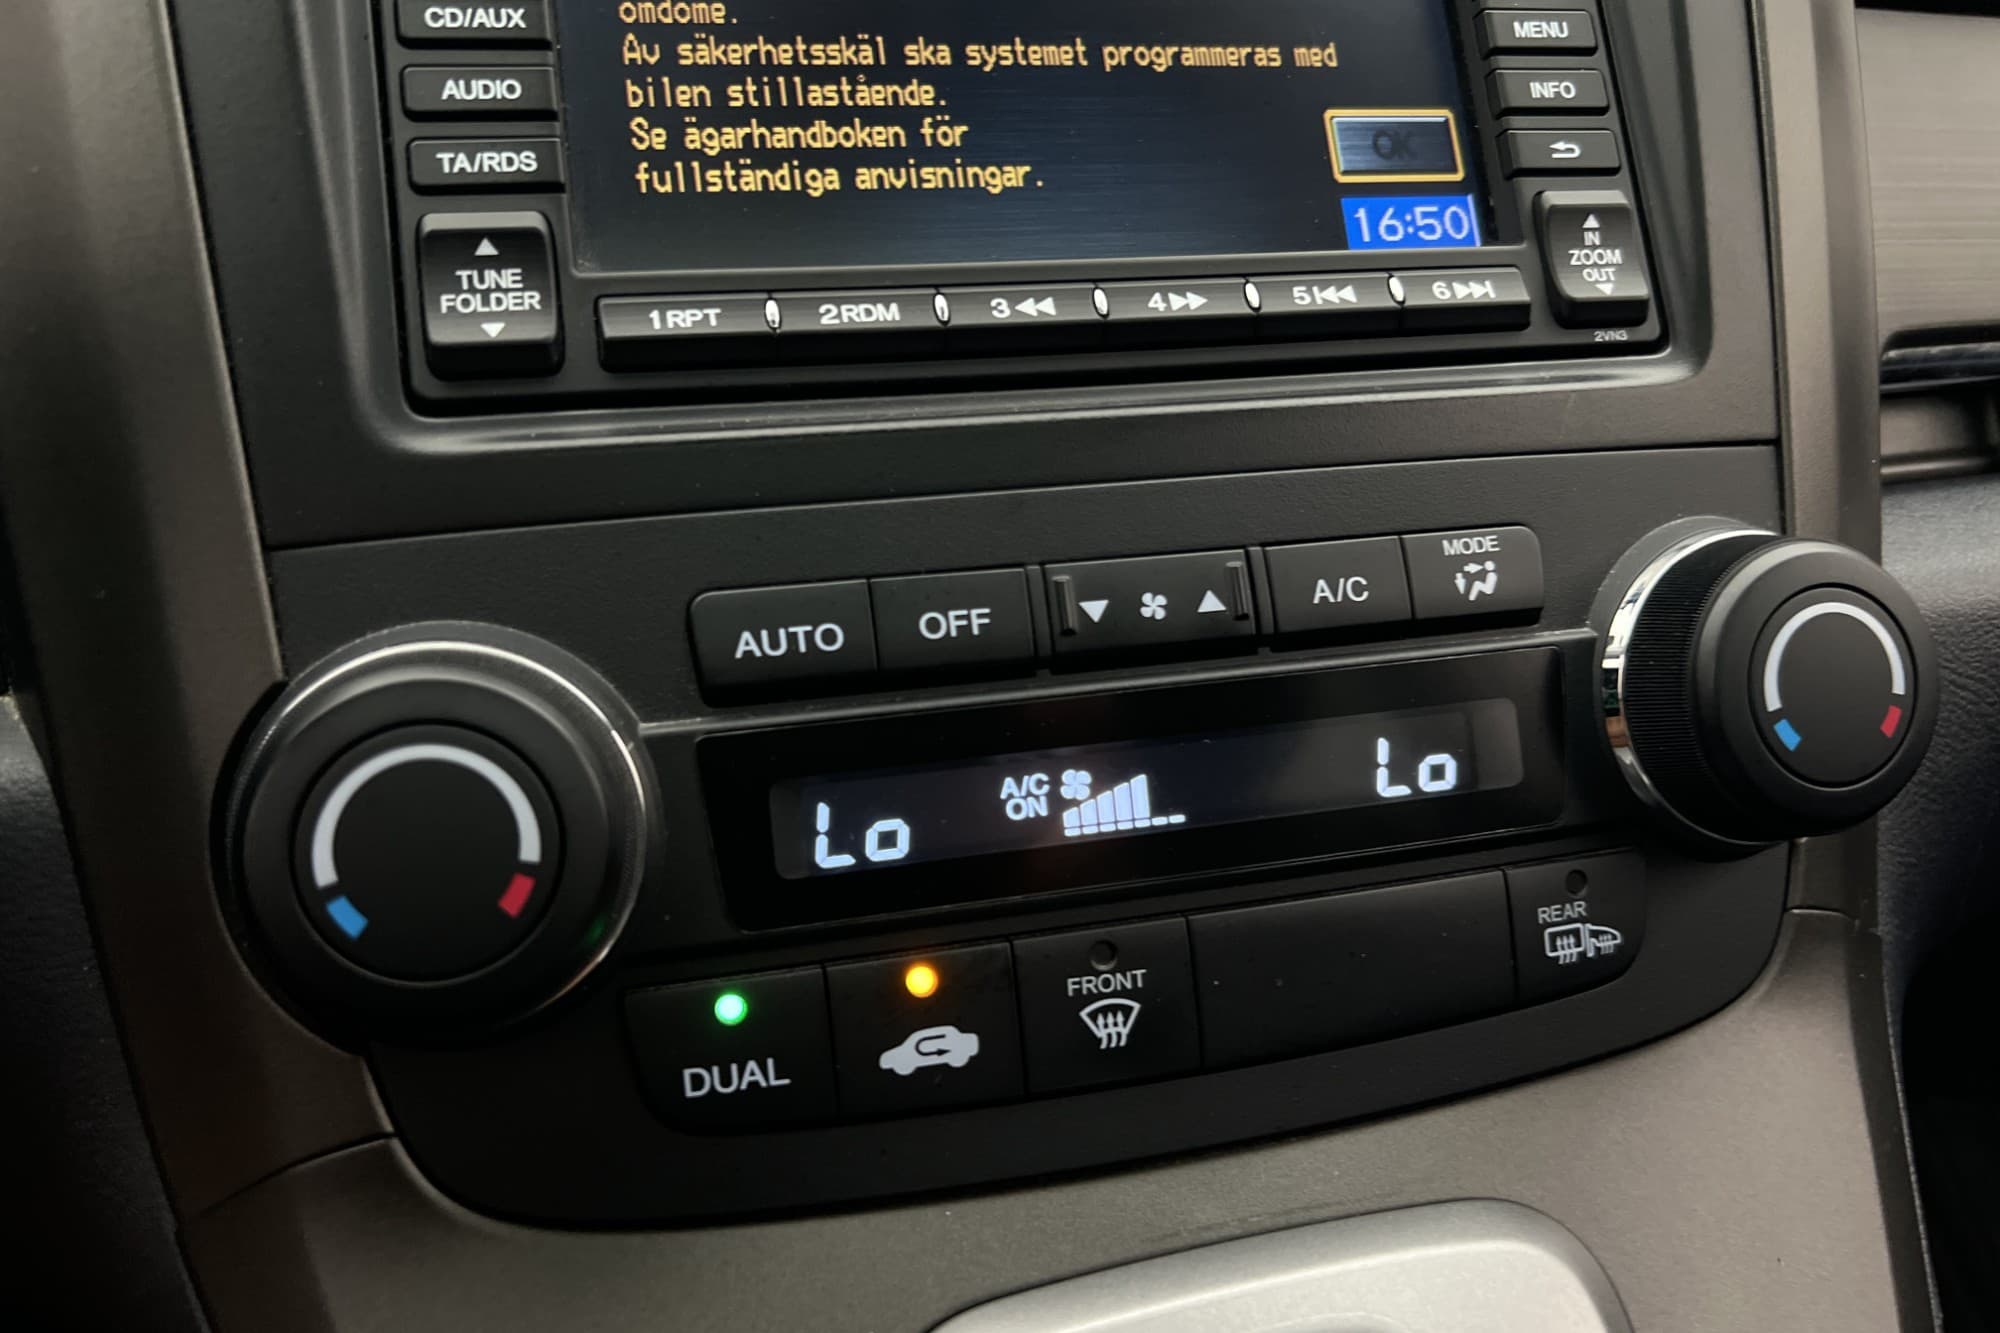 CD/AUX
AUDIO
TA/RDS
TUNE
FOLDER
omdöme.
Av säkerhetsskäl ska systemet programmeras med
bilen stillastående.
Se ägarhandboken för
fullständiga anvisningar.
OK
16:50
MENU
INFO
IN
ZOOM
OUT
2VN3
1 RPT
2 RDM
3
4
5
6
AUTO
OFF
A/C
MODE
Lo
A/C
ON
Lo
DUAL
FRONT
REAR